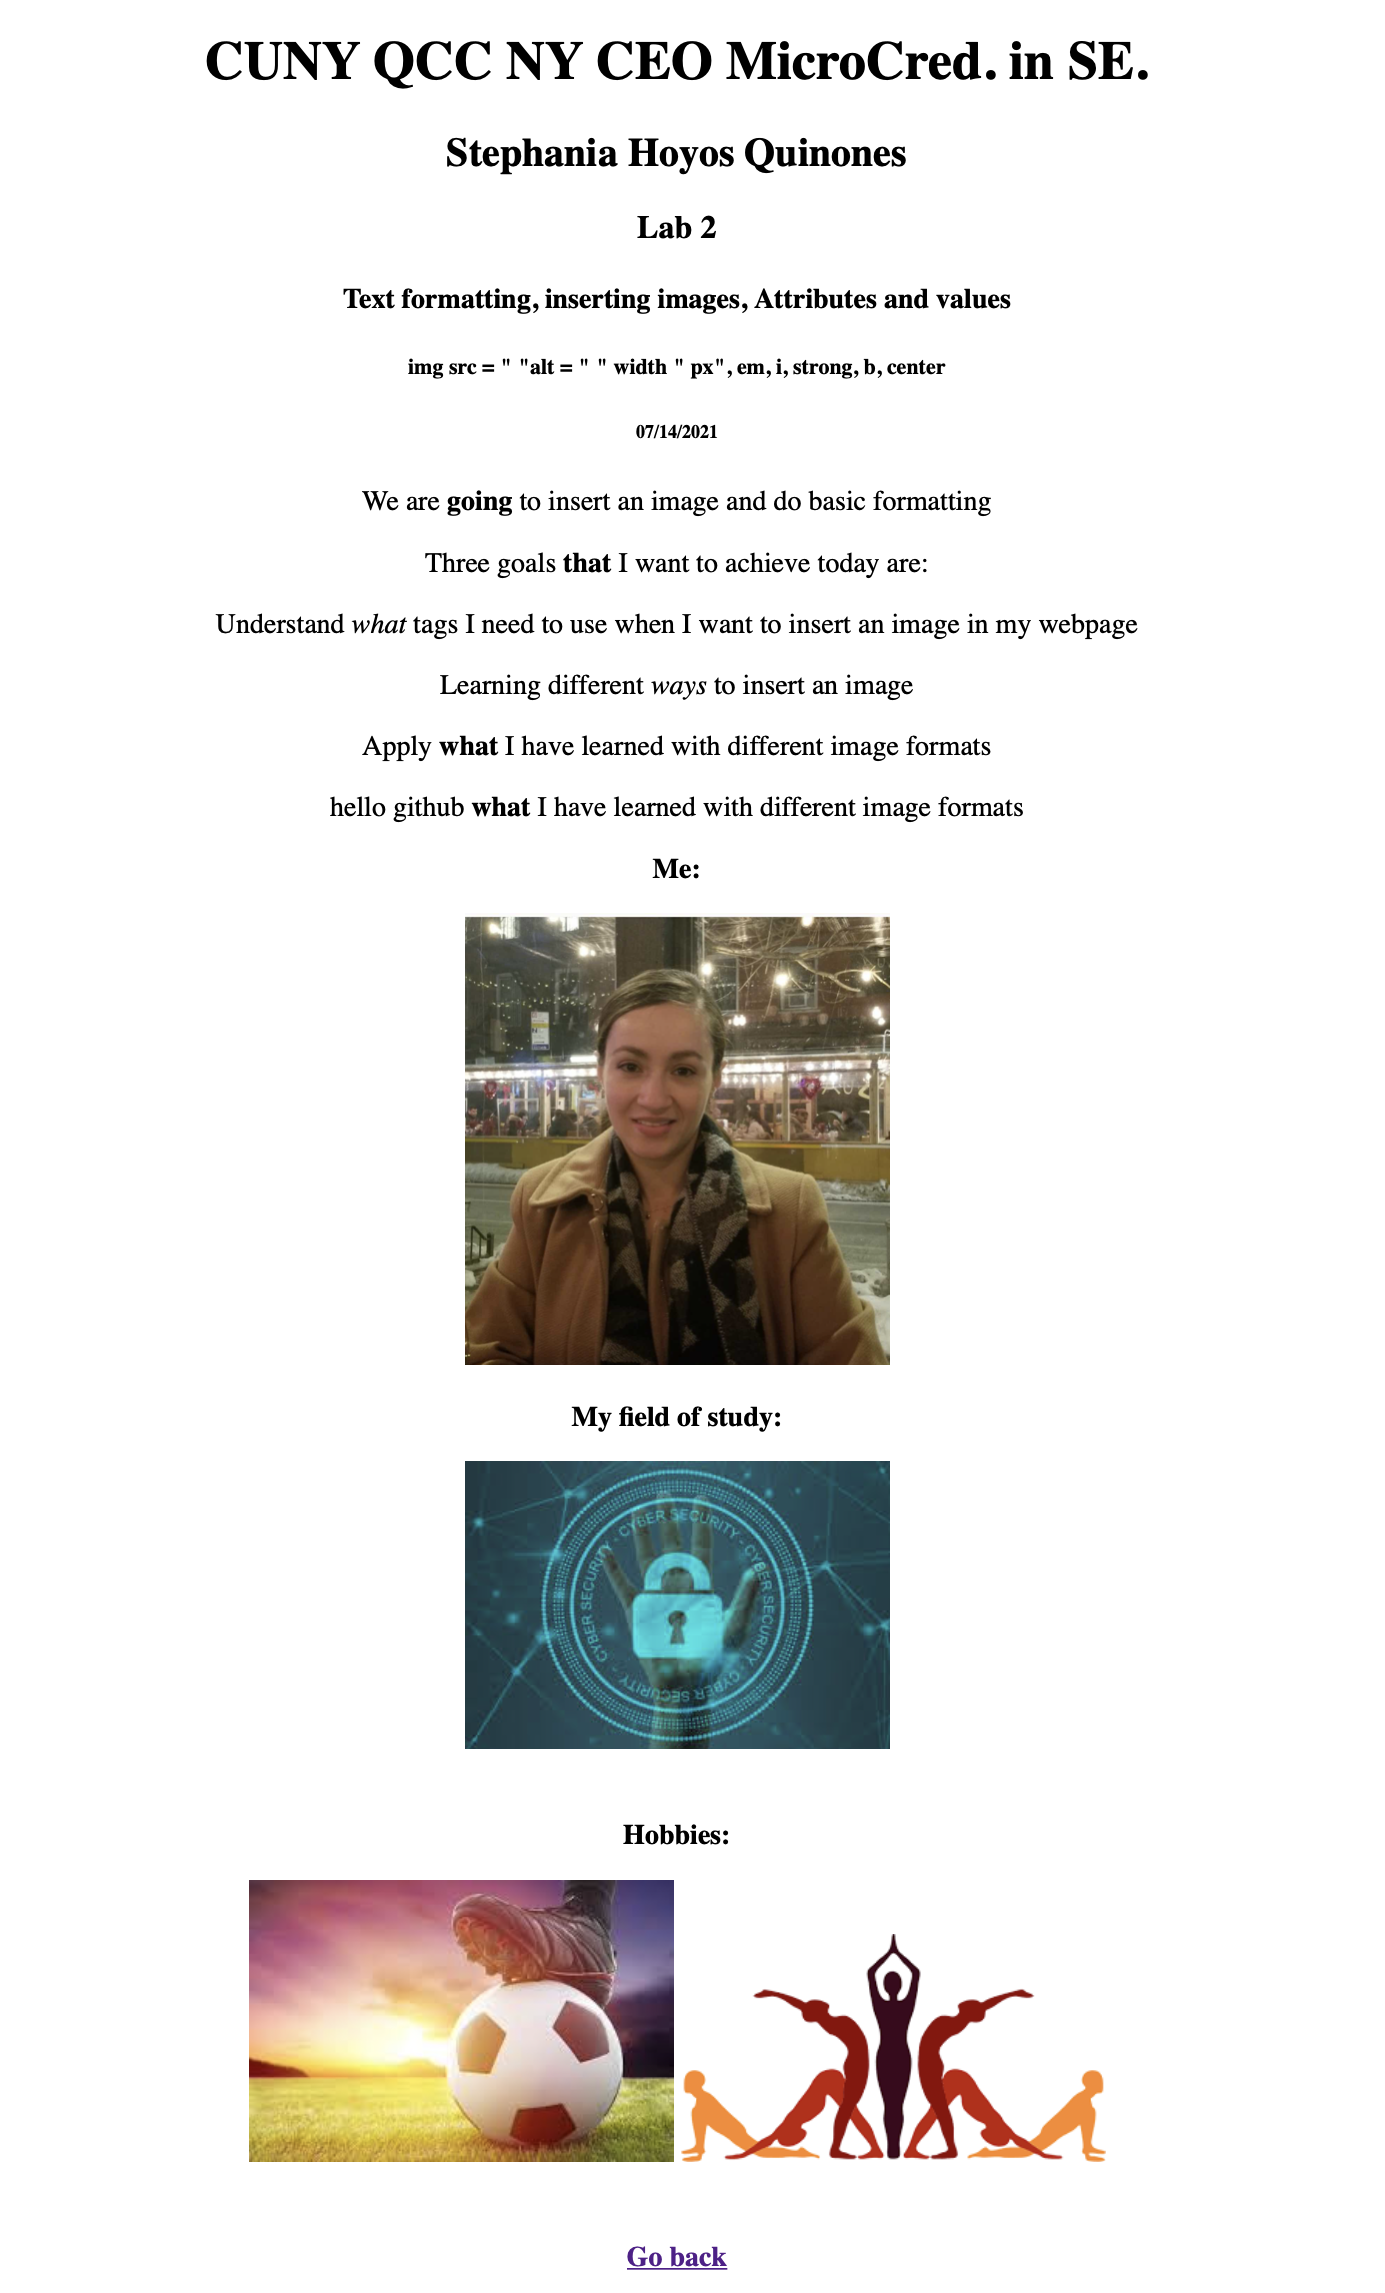 CUNY QCC NY CEO MicroCred. in SE.
Stephania Hoyos Quinones
Lab 2
Text formatting, inserting images, Attributes and values
img src = " "alt = " " width " px", em, i, strong, b, center
07/14/2021
We are going to insert an image and do basic formatting
Three goals that I want to achieve today are:
Understand what tags I need to use when I want to insert an image in my webpage
Learning different ways to insert an image
Apply what I have learned with different image formats
hello github what I have learned with different image formats
Me:
My field of study:
CYBER SECURITY - CYBER SECURITY - CYBER SECURITY - CYBER SECURITY -
Hobbies:
Go back